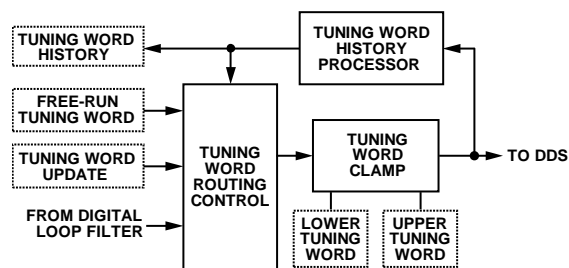 TUNING WORD
HISTORY
TUNING WORD
HISTORY
PROCESSOR
FREE-RUN
TUNING WORD
TUNING WORD
UPDATE
FROM DIGITAL
LOOP FILTER
TUNING
WORD
ROUTING
CONTROL
TUNING
WORD
CLAMP
TO DDS
LOWER
TUNING
WORD
UPPER
TUNING
WORD